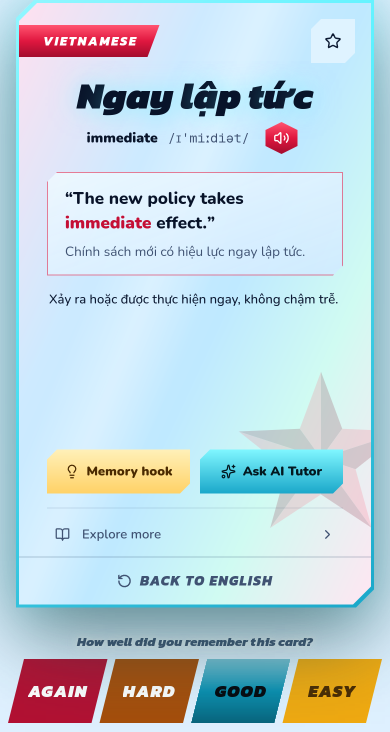 VIETNAMESE
Ngay lập tức
immediate /ɪˈmiːdiət/
“The new policy takes
immediate effect.”
Chính sách mới có hiệu lực ngay lập tức.
Xảy ra hoặc được thực hiện ngay, không chậm trễ.
Memory hook
Ask AI Tutor
Explore more
BACK TO ENGLISH
How well did you remember this card?
AGAIN
HARD
GOOD
EASY